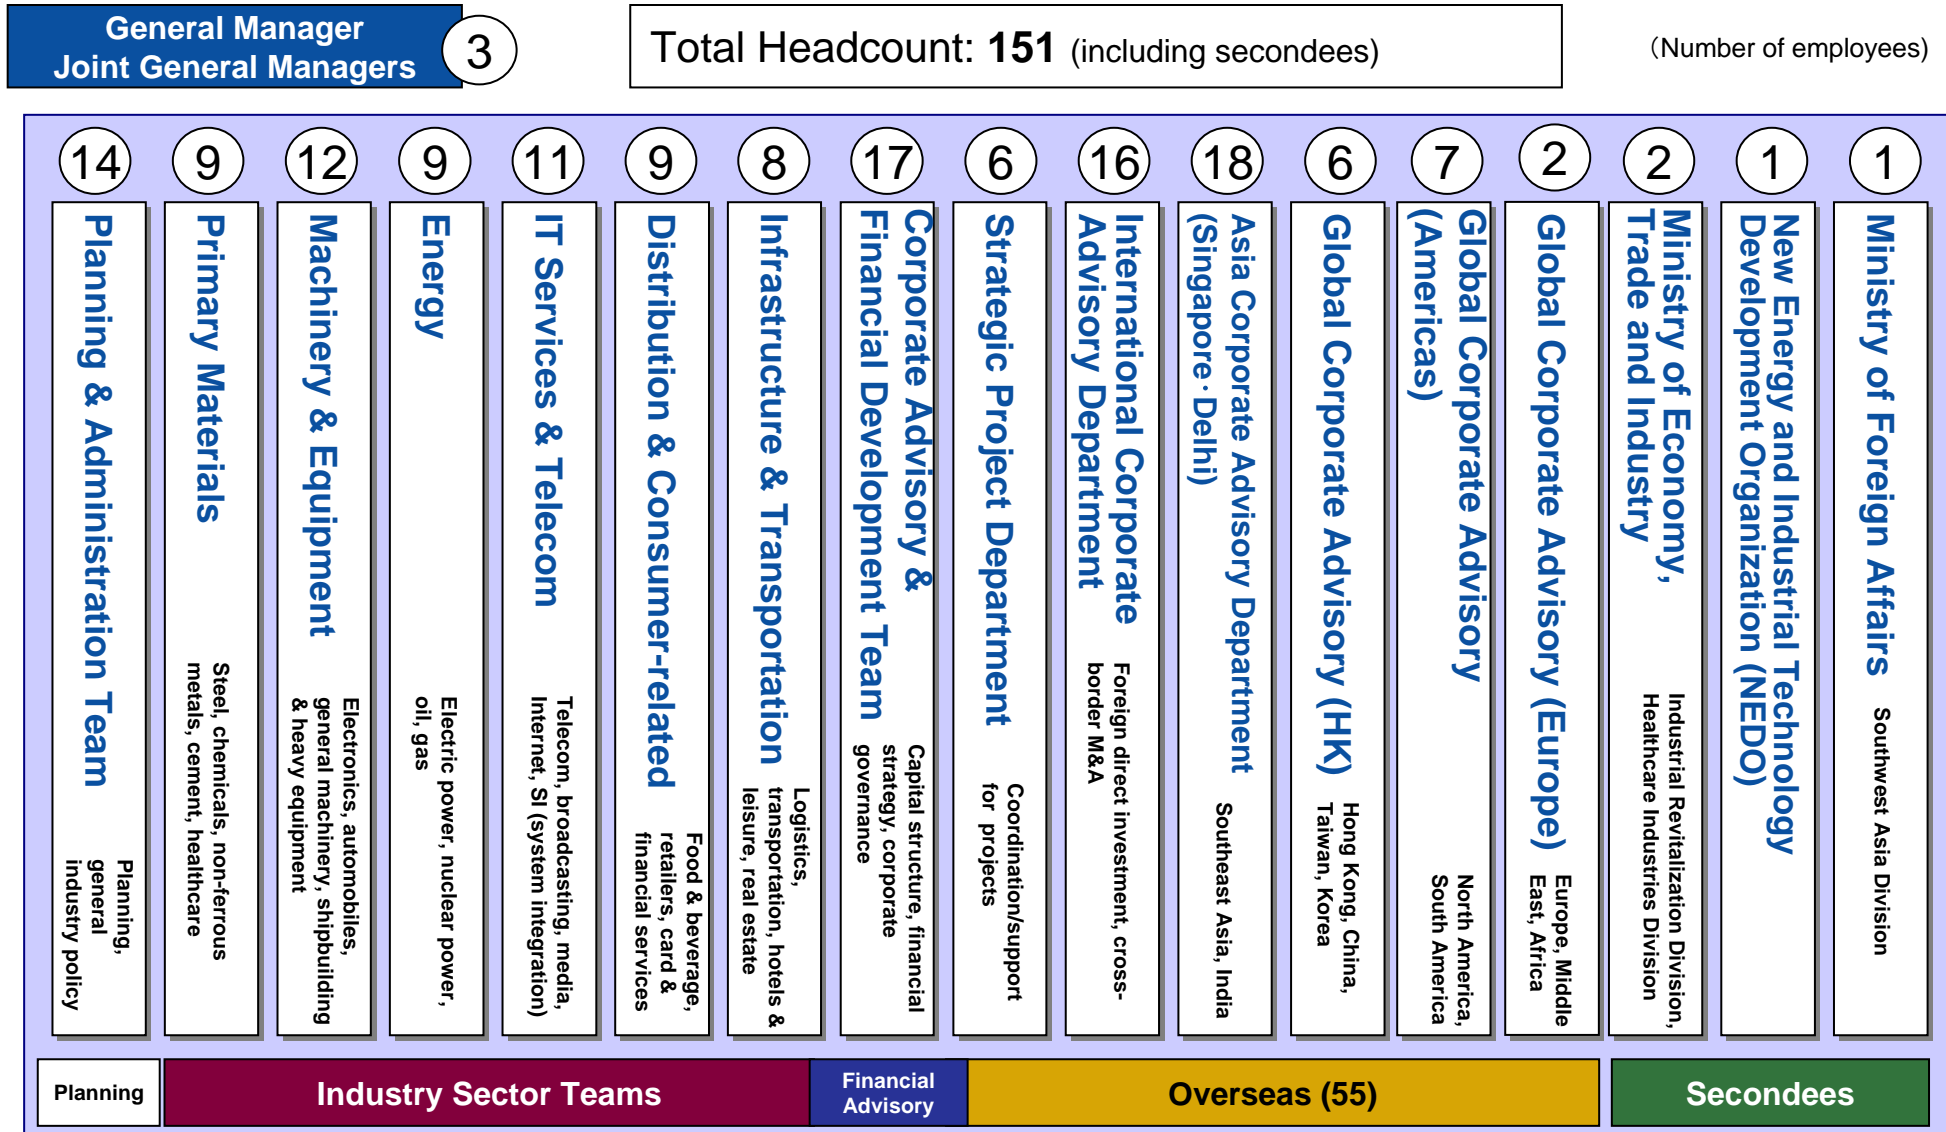 General Manager
Joint General Managers
3
Total Headcount: 151 (including secondees)
(Number of employees)
14
9
12
9
11
9
8
17
6
16
18
6
7
2
2
1
1
Planning & Administration Team
Planning,
general
industry policy
Primary Materials
Steel, chemicals, non-ferrous
metals, cement, healthcare
Machinery & Equipment
Electronics, automobiles,
general machinery, shipbuilding
& heavy equipment
Energy
Electric power, nuclear power,
oil, gas
IT Services & Telecom
Telecom, broadcasting, media,
Internet, SI (system integration)
Distribution & Consumer-related
Food & beverage,
retailers, card &
financial services
Infrastructure & Transportation
Logistics,
transportation, hotels &
leisure, real estate
Corporate Advisory &
Financial Development Team
Capital structure, financial
strategy, corporate
governance
Strategic Project Department
Coordination/support
for projects
International Corporate
Advisory Department
Foreign direct investment, cross-
border M&A
Asia Corporate Advisory Department
(Singapore・Delhi)
Southeast Asia, India
Global Corporate Advisory (HK)
Hong Kong, China,
Taiwan, Korea
Global Corporate Advisory
(Americas)
North America,
South America
Global Corporate Advisory (Europe)
Europe, Middle
East, Africa
Ministry of Economy,
Trade and Industry
Industrial Revitalization Division,
Healthcare Industries Division
New Energy and Industrial Technology
Development Organization (NEDO)
Ministry of Foreign Affairs
Southwest Asia Division
Planning
Industry Sector Teams
Financial
Advisory
Overseas (55)
Secondees